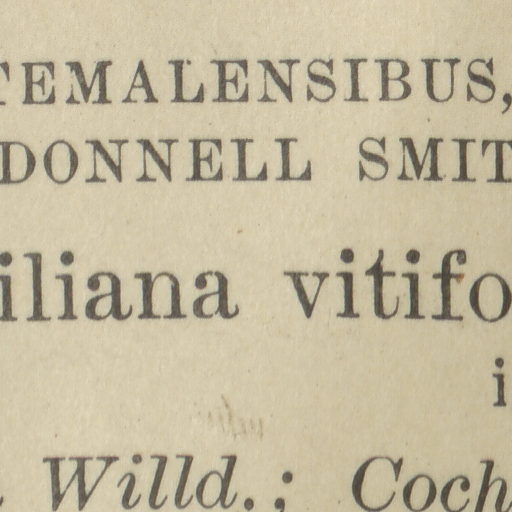 TEMALENSIBUS,
DONNELL SMIT
iliana vitifo
i
Willd.; Coch